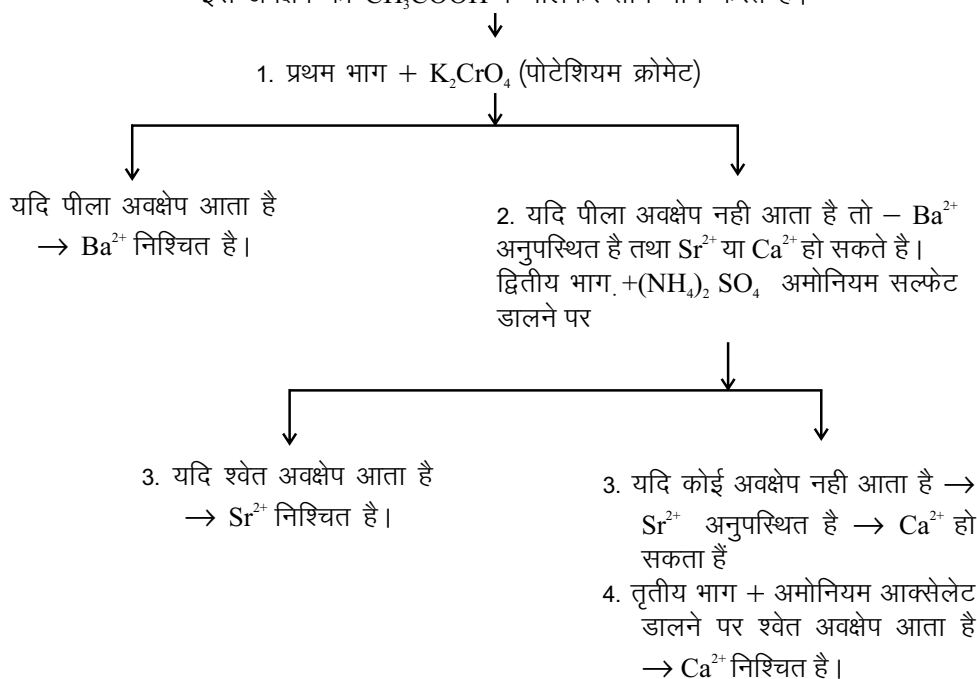 CH₃COOH
1. प्रथम भाग + K₂CrO₄ (पोटेशियम क्रोमेट)
यदि पीला अवक्षेप आता है
→ Ba²⁺ निश्चित है।
2. यदि पीला अवक्षेप नही आता है तो – Ba²⁺
अनुपस्थित है तथा Sr²⁺ या Ca²⁺ हो सकते है।
द्वितीय भाग. +(NH₄)₂ SO₄ अमोनियम सल्फेट
डालने पर
3. यदि श्वेत अवक्षेप आता है
→ Sr²⁺ निश्चित है।
3. यदि कोई अवक्षेप नही आता है →
Sr²⁺ अनुपस्थित है → Ca²⁺ हो
सकता हैं
4. तृतीय भाग + अमोनियम आक्सेलेट
डालने पर श्वेत अवक्षेप आता है
→ Ca²⁺ निश्चित है।